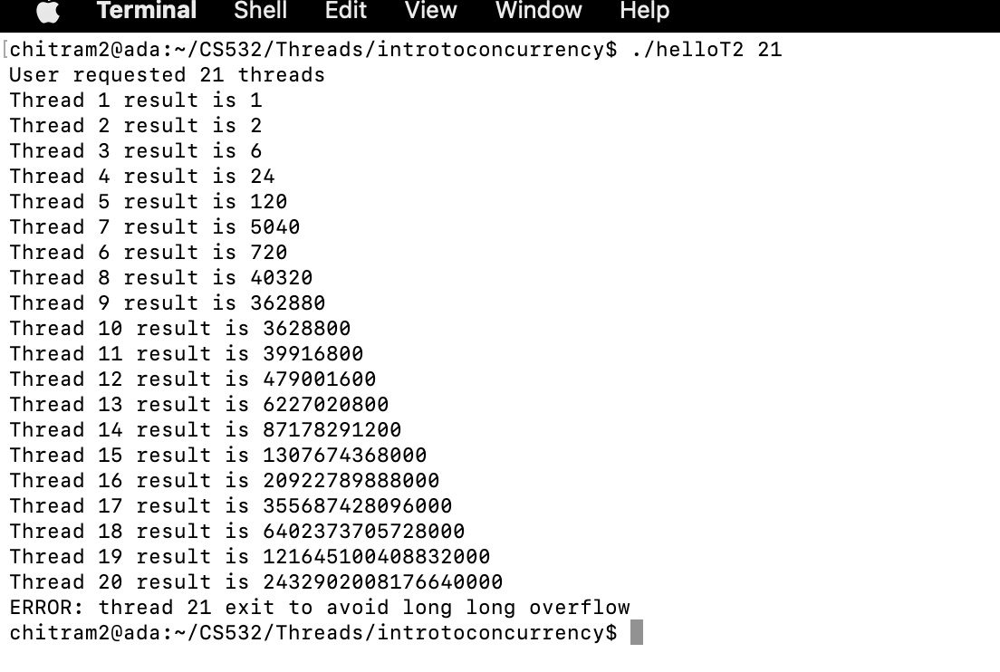 Terminal Shell Edit View Window Help
[chitram2@ada:~/CS532/Threads/introtoconcurrency$ ./helloT2 21
User requested 21 threads
Thread 1 result is 1
Thread 2 result is 2
Thread 3 result is 6
Thread 4 result is 24
Thread 5 result is 120
Thread 7 result is 5040
Thread 6 result is 720
Thread 8 result is 40320
Thread 9 result is 362880
Thread 10 result is 3628800
Thread 11 result is 39916800
Thread 12 result is 479001600
Thread 13 result is 6227020800
Thread 14 result is 87178291200
Thread 15 result is 1307674368000
Thread 16 result is 20922789888000
Thread 17 result is 355687428096000
Thread 18 result is 6402373705728000
Thread 19 result is 121645100408832000
Thread 20 result is 2432902008176640000
ERROR: thread 21 exit to avoid long long overflow
chitram2@ada:~/CS532/Threads/introtoconcurrency$